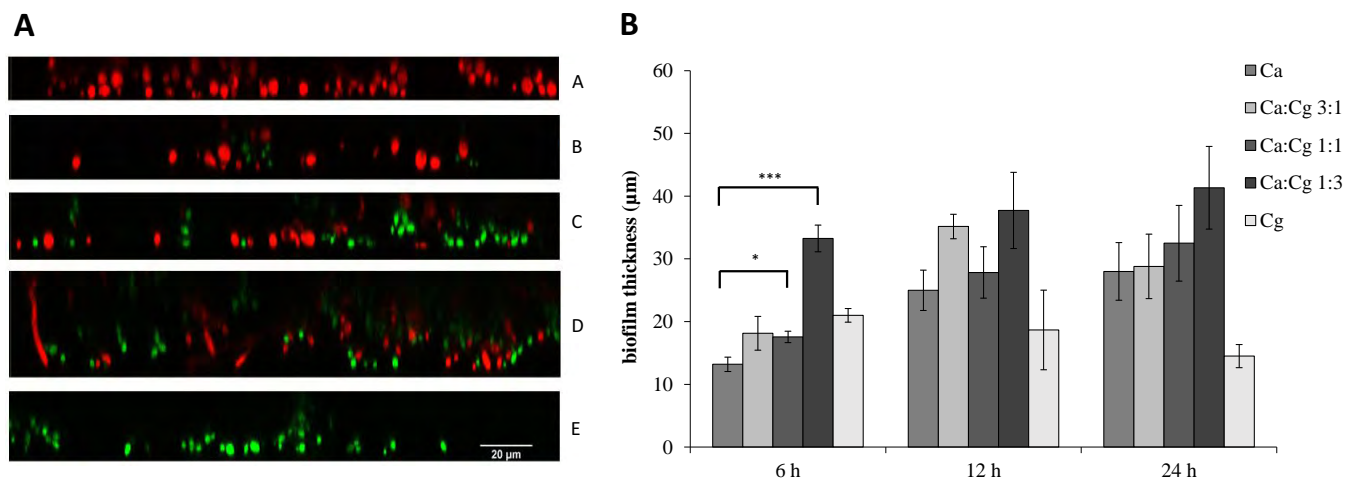 A
A
B
C
D
E
20 µm
B
60
50
40
30
20
10
0
biofilm thickness (µm)
***
*
6 h
12 h
24 h
Ca
Ca:Cg 3:1
Ca:Cg 1:1
Ca:Cg 1:3
Cg